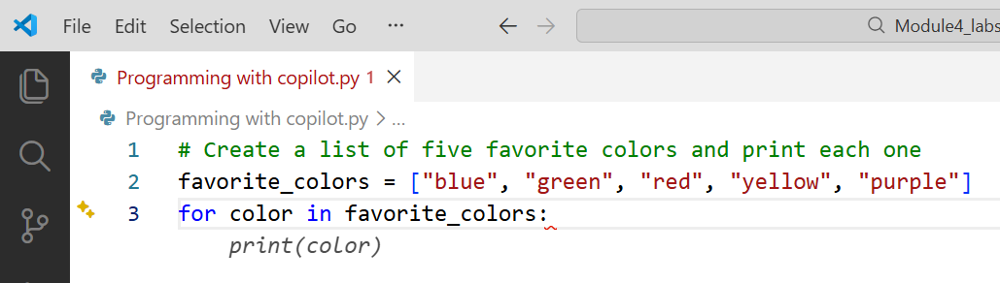 File Edit Selection View Go ··· ← → Module4_labs
Programming with copilot.py 1 ×
Programming with copilot.py > ...
1 # Create a list of five favorite colors and print each one
2 favorite_colors = ["blue", "green", "red", "yellow", "purple"]
3 for color in favorite_colors:
print(color)